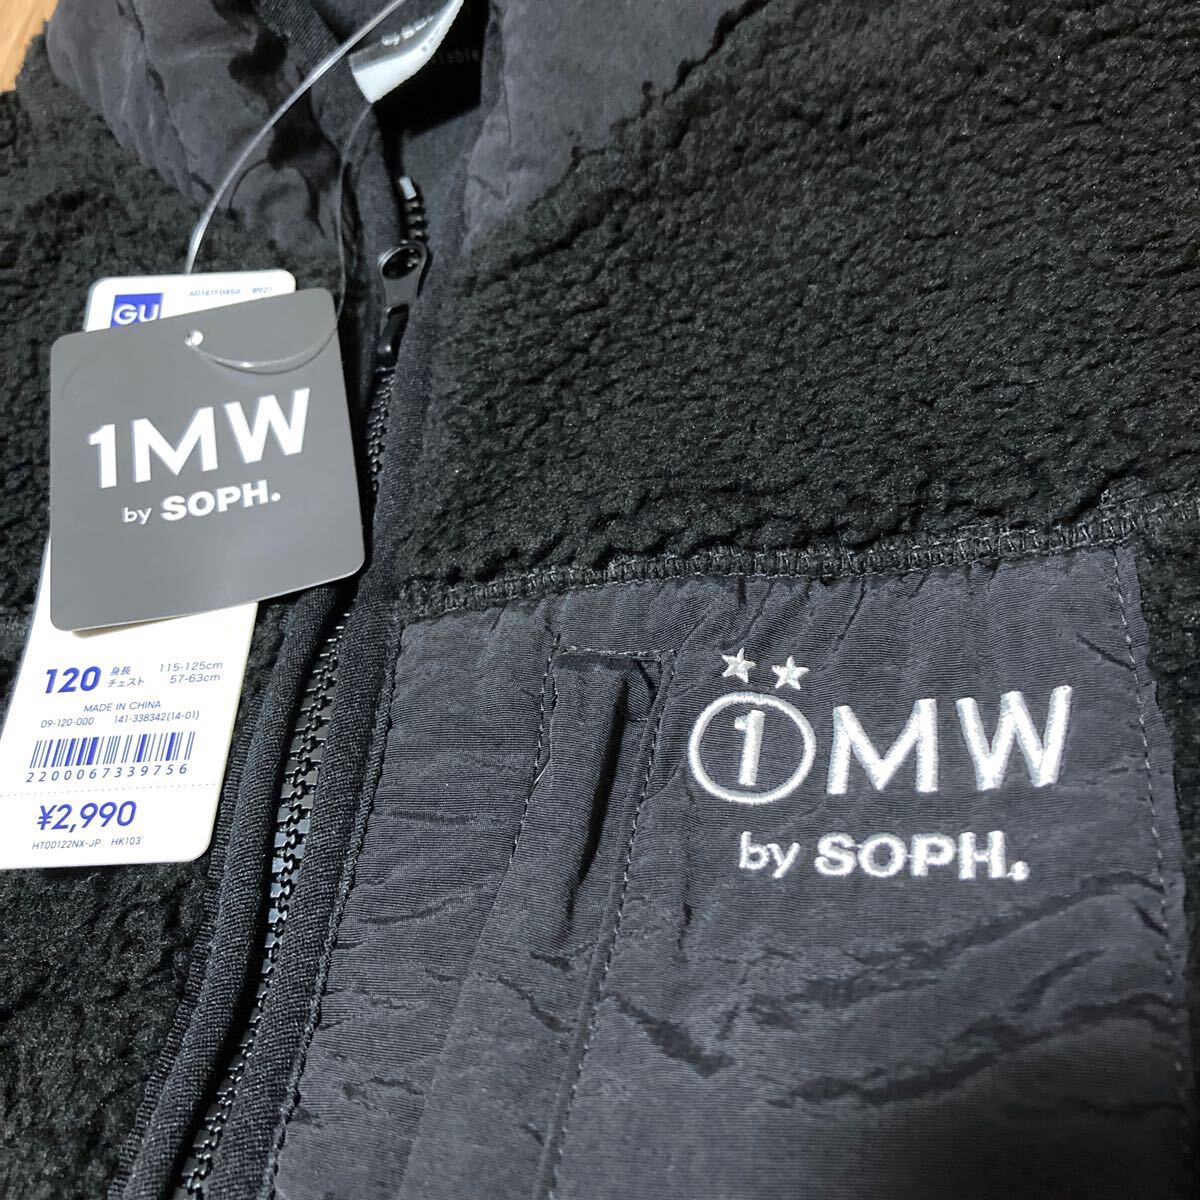 GU
1MW
by SOPH.
120 身長 115-125cm
チェスト 57-63cm
MADE IN CHINA
09-120-000 141-338342(14-01)
2200067339756
¥2,990
HT00122NX-JP HK103
1MW
by SOPH.